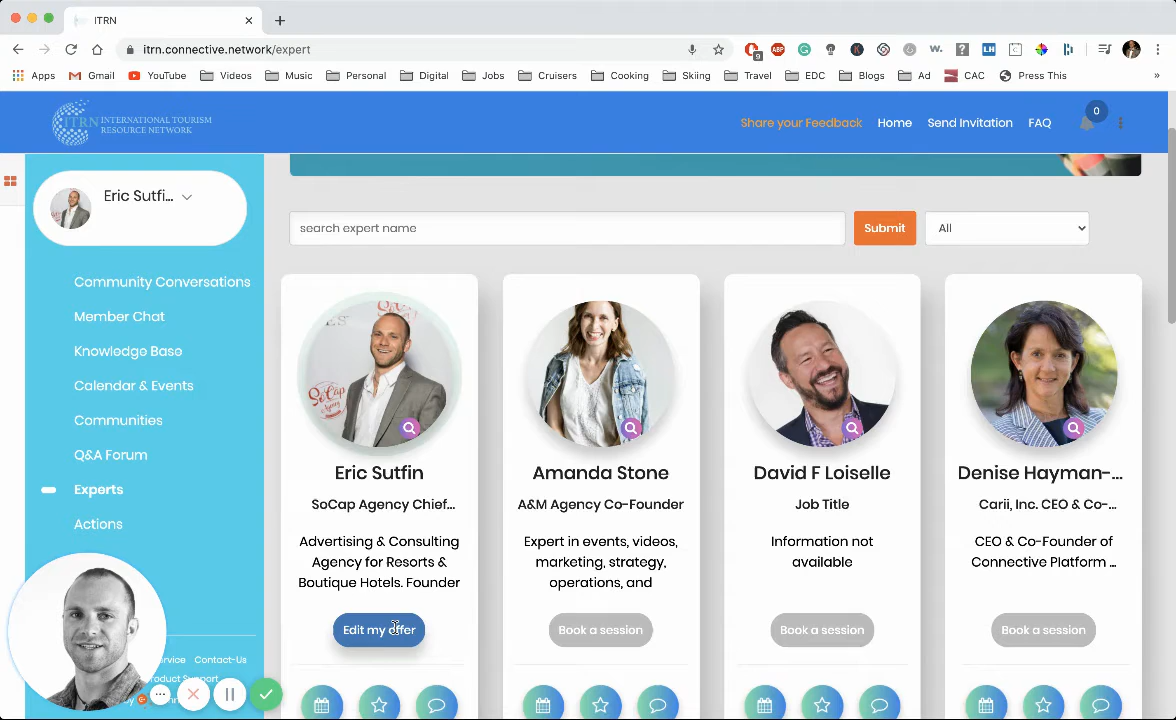 ITRN
itrn.connective.network/expert
9
Apps Gmail YouTube Videos Music Personal Digital Jobs Cruisers Cooking Skiing Travel EDC Blogs Ad CAC Press This »
ITRN INTERNATIONAL TOURISM
RESOURCE NETWORK
Share your Feedback Home Send Invitation FAQ 0
Eric Sutfi...
Community Conversations
Member Chat
Knowledge Base
Calendar & Events
Communities
Q&A Forum
Experts
Actions
Contact-Us
Support
search expert name Submit All
Eric Sutfin
SoCap Agency Chief...
Advertising & Consulting
Agency for Resorts &
Boutique Hotels. Founder
Edit my offer
Amanda Stone
A&M Agency Co-Founder
Expert in events, videos,
marketing, strategy,
operations, and
Book a session
David F Loiselle
Job Title
Information not
available
Book a session
Denise Hayman-...
Carii, Inc. CEO & Co-...
CEO & Co-Founder of
Connective Platform ...
Book a session